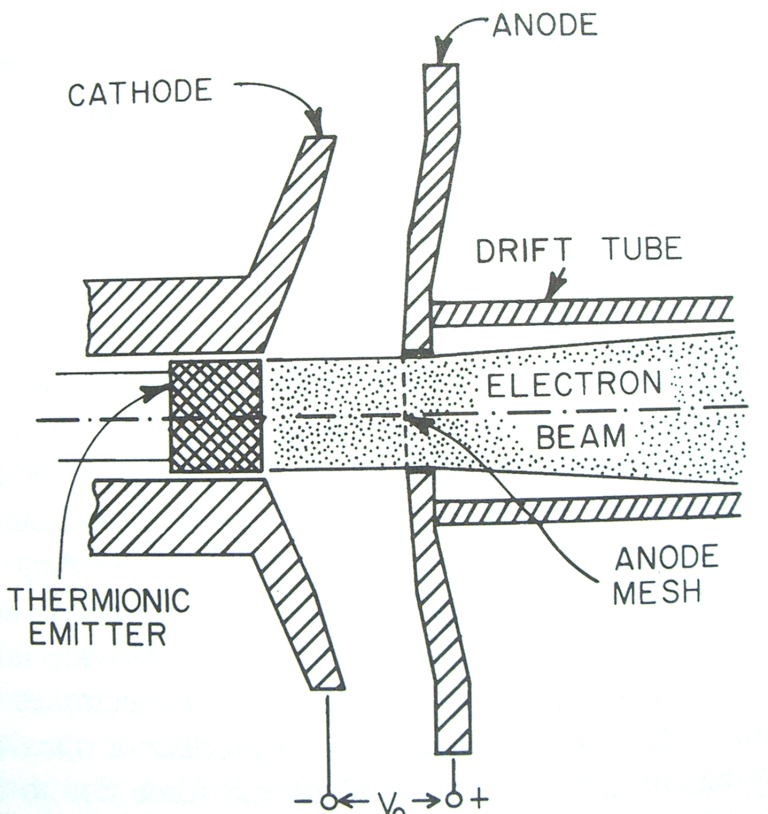 ANODE
CATHODE
DRIFT TUBE
ELECTRON
BEAM
ANODE
MESH
THERMIONIC
EMITTER
- V₀ +